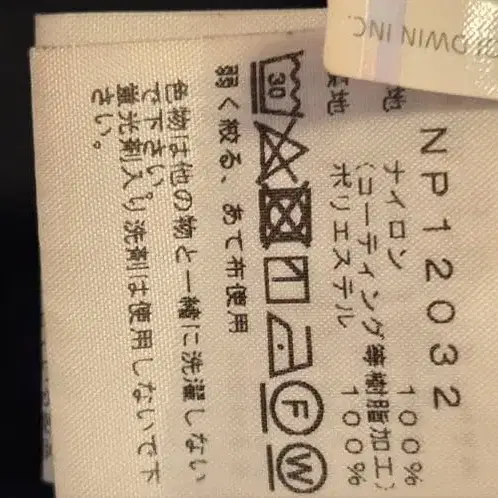 DWIN INC.
NP12032
地 ナイロン 100%
(コーティング等樹脂加工)
地 ポリエステル 100%
30 F W
弱く絞る、あて布使用
色物は他の物と一緒に洗濯しない
で下さい。
蛍光剤入り洗剤は使用しないで下
さい。